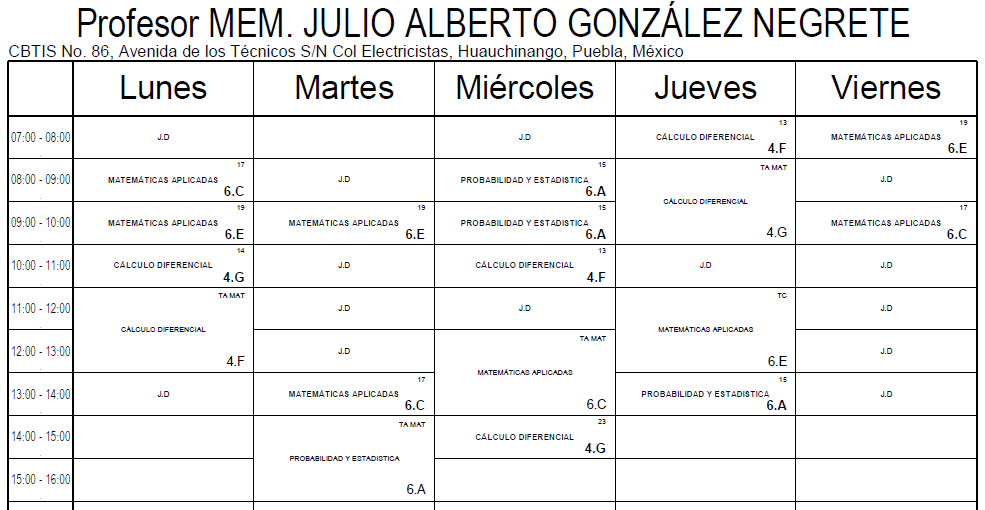 Profesor MEM. JULIO ALBERTO GONZÁLEZ NEGRETE
CBTIS No. 86, Avenida de los Técnicos S/N Col Electricistas, Huauchinango, Puebla, México
Lunes Martes Miércoles Jueves Viernes
07:00 - 08:00
J.D
J.D
13
CÁLCULO DIFERENCIAL
4.F
19
MATEMÁTICAS APLICADAS
6.E
08:00 - 09:00
17
MATEMÁTICAS APLICADAS
6.C
J.D
15
PROBABILIDAD Y ESTADISTICA
6.A
TA MAT
CÁLCULO DIFERENCIAL
4.G
J.D
09:00 - 10:00
19
MATEMÁTICAS APLICADAS
6.E
19
MATEMÁTICAS APLICADAS
6.E
15
PROBABILIDAD Y ESTADISTICA
6.A
17
MATEMÁTICAS APLICADAS
6.C
10:00 - 11:00
14
CÁLCULO DIFERENCIAL
4.G
J.D
13
CÁLCULO DIFERENCIAL
4.F
J.D
J.D
11:00 - 12:00
TA MAT
CÁLCULO DIFERENCIAL
4.F
J.D
J.D
TC
MATEMÁTICAS APLICADAS
6.E
J.D
12:00 - 13:00
J.D
TA MAT
MATEMÁTICAS APLICADAS
6.C
J.D
13:00 - 14:00
J.D
17
MATEMÁTICAS APLICADAS
6.C
15
PROBABILIDAD Y ESTADISTICA
6.A
J.D
14:00 - 15:00
TA MAT
PROBABILIDAD Y ESTADISTICA
6.A
23
CÁLCULO DIFERENCIAL
4.G
15:00 - 16:00